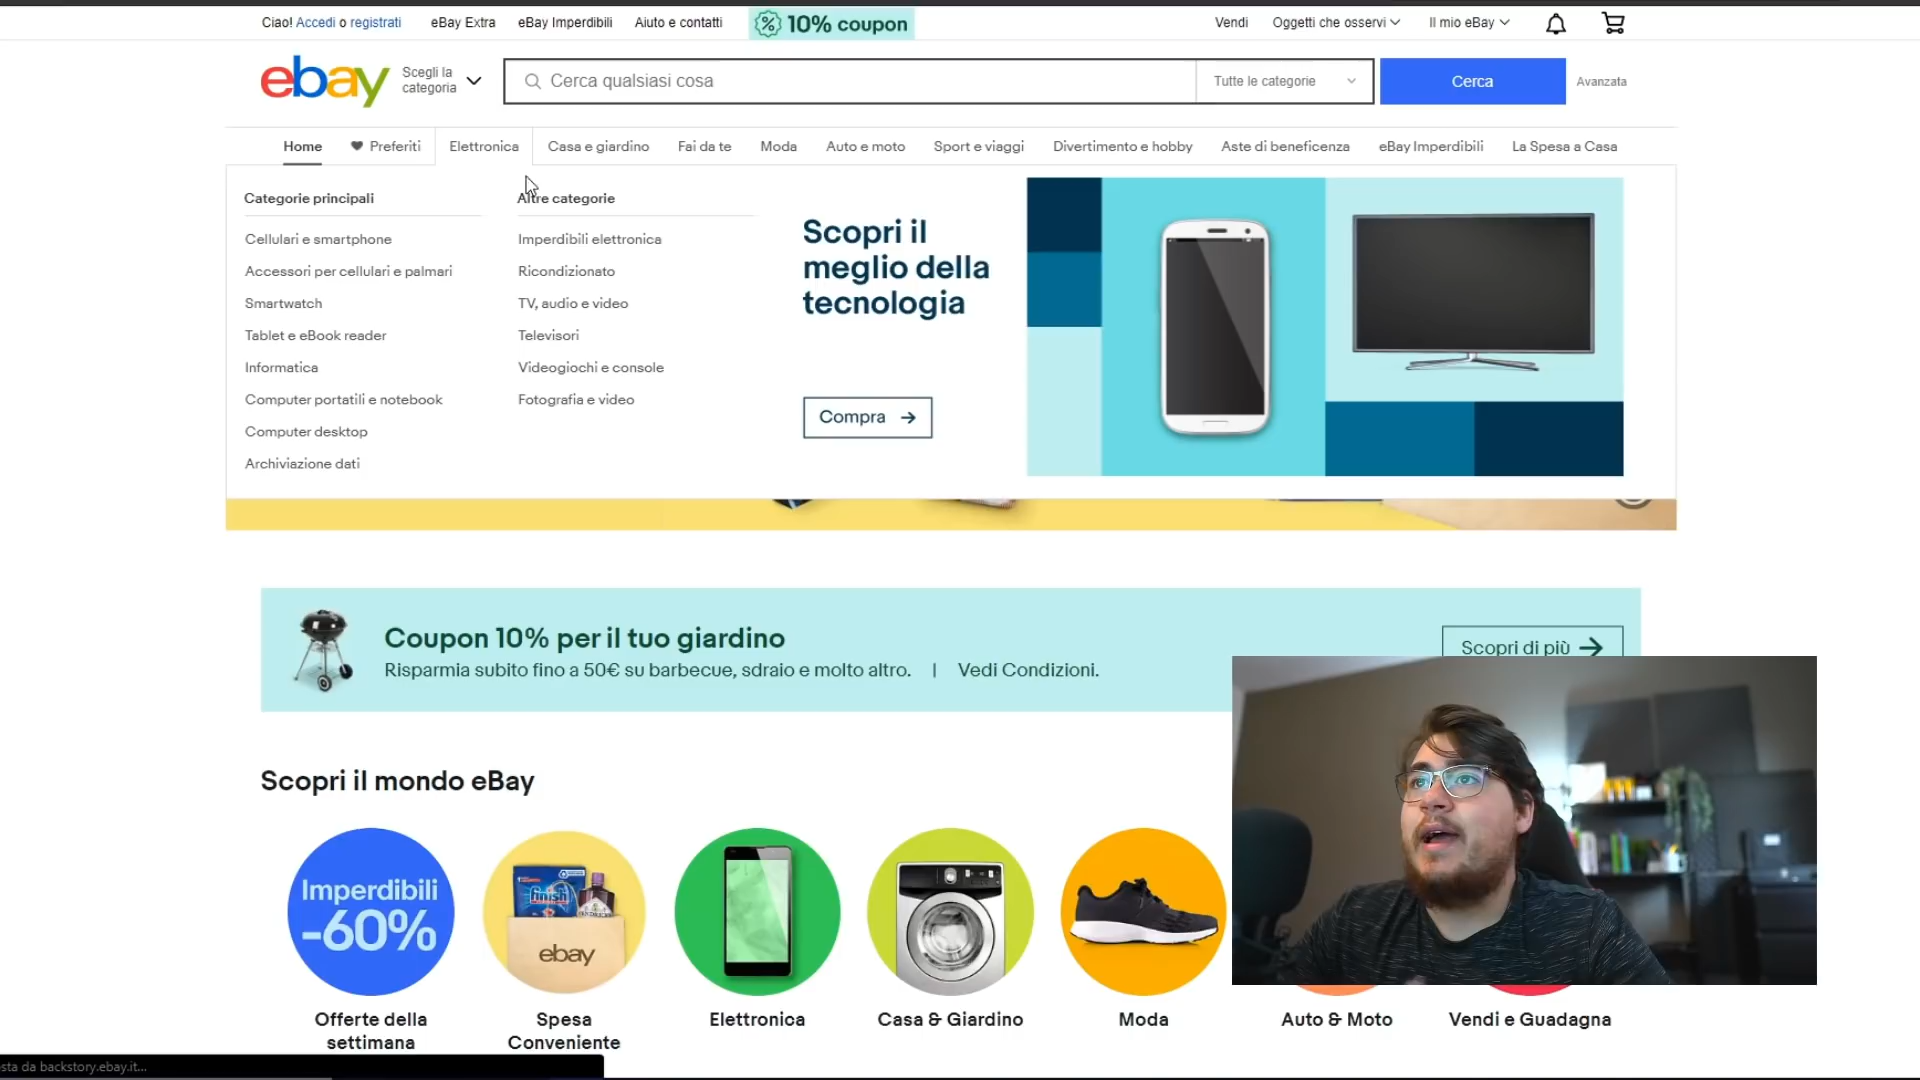 Ciao! Accedi o registrati
eBay Extra
eBay Imperdibili
Aiuto e contatti
10% coupon
Vendi
Oggetti che osservi
Il mio eBay
ebay
Scegli la
categoria
Cerca qualsiasi cosa
Tutte le categorie
Cerca
Avanzata
Home
Preferiti
Elettronica
Casa e giardino
Fai da te
Moda
Auto e moto
Sport e viaggi
Divertimento e hobby
Aste di beneficenza
eBay Imperdibili
La Spesa a Casa
Categorie principali
Cellulari e smartphone
Accessori per cellulari e palmari
Smartwatch
Tablet e eBook reader
Informatica
Computer portatili e notebook
Computer desktop
Archiviazione dati
Altre categorie
Imperdibili elettronica
Ricondizionato
TV, audio e video
Televisori
Videogiochi e console
Fotografia e video
Scopri il
meglio della
tecnologia
Compra
Coupon 10% per il tuo giardino
Risparmia subito fino a 50€ su barbecue, sdraio e molto altro. | Vedi Condizioni.
Scopri di più
Scopri il mondo eBay
Imperdibili
-60%
finish
ebay
Offerte della
settimana
Spesa
Conveniente
Elettronica
Casa & Giardino
Moda
Auto & Moto
Vendi e Guadagna
sta da backstory.ebay.it...